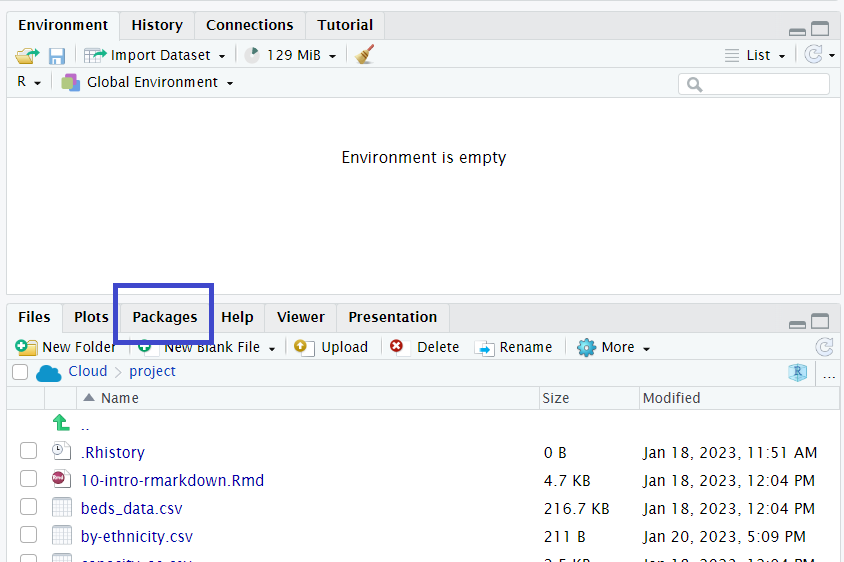 Environment History Connections Tutorial
Import Dataset 129 MiB List
R Global Environment
Environment is empty
Files Plots Packages Help Viewer Presentation
New Folder New Blank File Upload Delete Rename More
Cloud project R ...
Name Size Modified
..
.Rhistory 0 B Jan 18, 2023, 11:51 AM
Rmd 10-intro-rmarkdown.Rmd 4.7 KB Jan 18, 2023, 12:04 PM
beds_data.csv 216.7 KB Jan 18, 2023, 12:04 PM
by-ethnicity.csv 211 B Jan 20, 2023, 5:09 PM